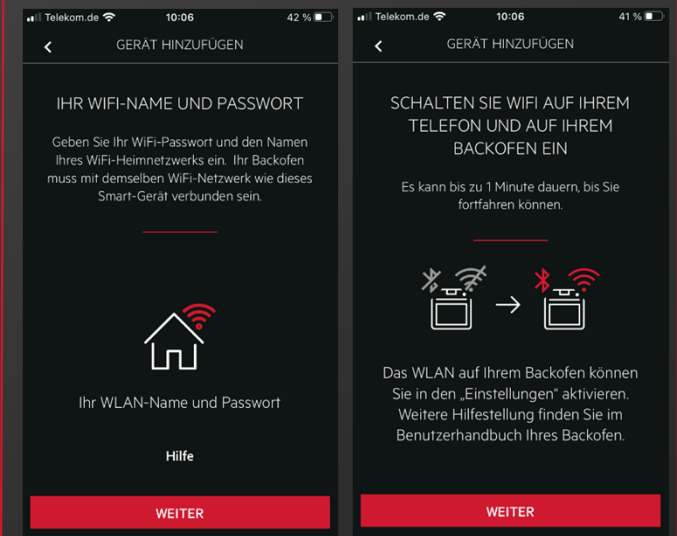 Telekom.de 10:06 42 %
GERÄT HINZUFÜGEN
IHR WIFI-NAME UND PASSWORT
Geben Sie Ihr WiFi-Passwort und den Namen
Ihres WiFi-Heimnetzwerks ein. Ihr Backofen
muss mit demselben WiFi-Netzwerk wie dieses
Smart-Gerät verbunden sein.
Ihr WLAN-Name und Passwort
Hilfe
WEITER
Telekom.de 10:06 41 %
GERÄT HINZUFÜGEN
SCHALTEN SIE WIFI AUF IHREM
TELEFON UND AUF IHREM
BACKOFEN EIN
Es kann bis zu 1 Minute dauern, bis Sie
fortfahren können.
Das WLAN auf Ihrem Backofen können
Sie in den „Einstellungen" aktivieren.
Weitere Hilfestellung finden Sie im
Benutzerhandbuch Ihres Backofen.
WEITER